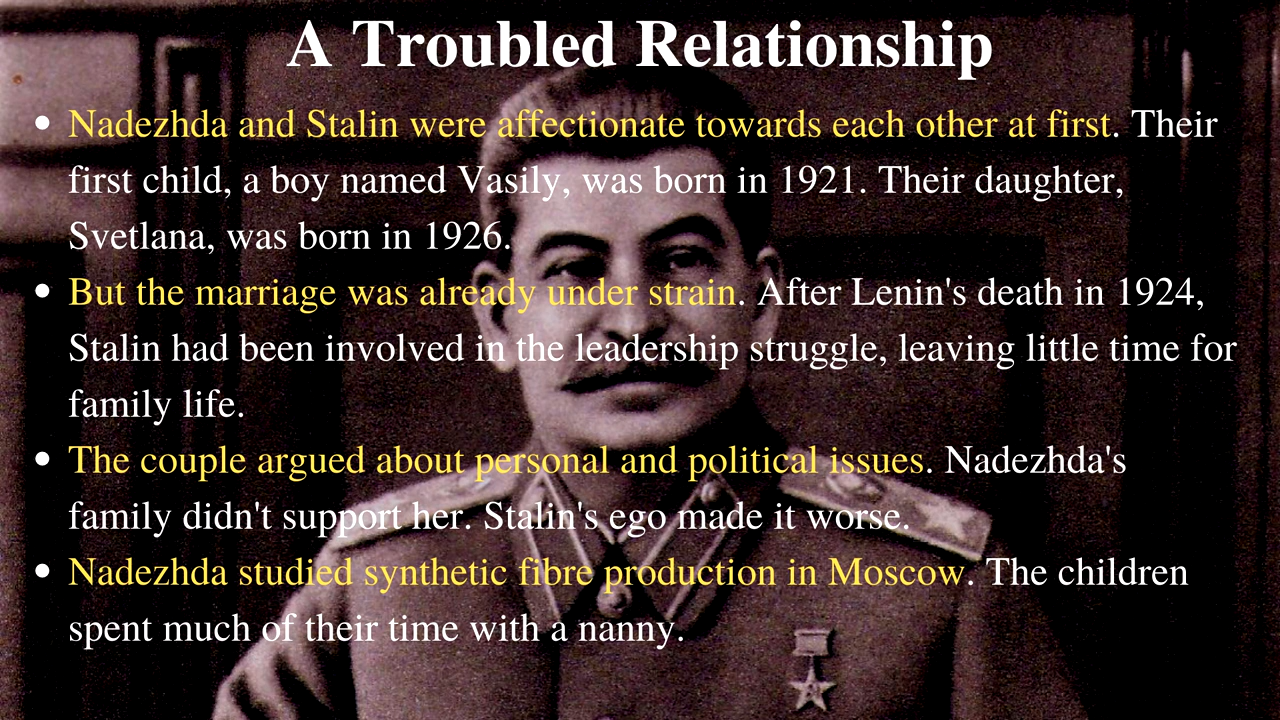 A Troubled Relationship
• Nadezhda and Stalin were affectionate towards each other at first. Their
first child, a boy named Vasily, was born in 1921. Their daughter,
Svetlana, was born in 1926.
• But the marriage was already under strain. After Lenin's death in 1924,
Stalin had been involved in the leadership struggle, leaving little time for
family life.
• The couple argued about personal and political issues. Nadezhda's
family didn't support her. Stalin's ego made it worse.
• Nadezhda studied synthetic fibre production in Moscow. The children
spent much of their time with a nanny.